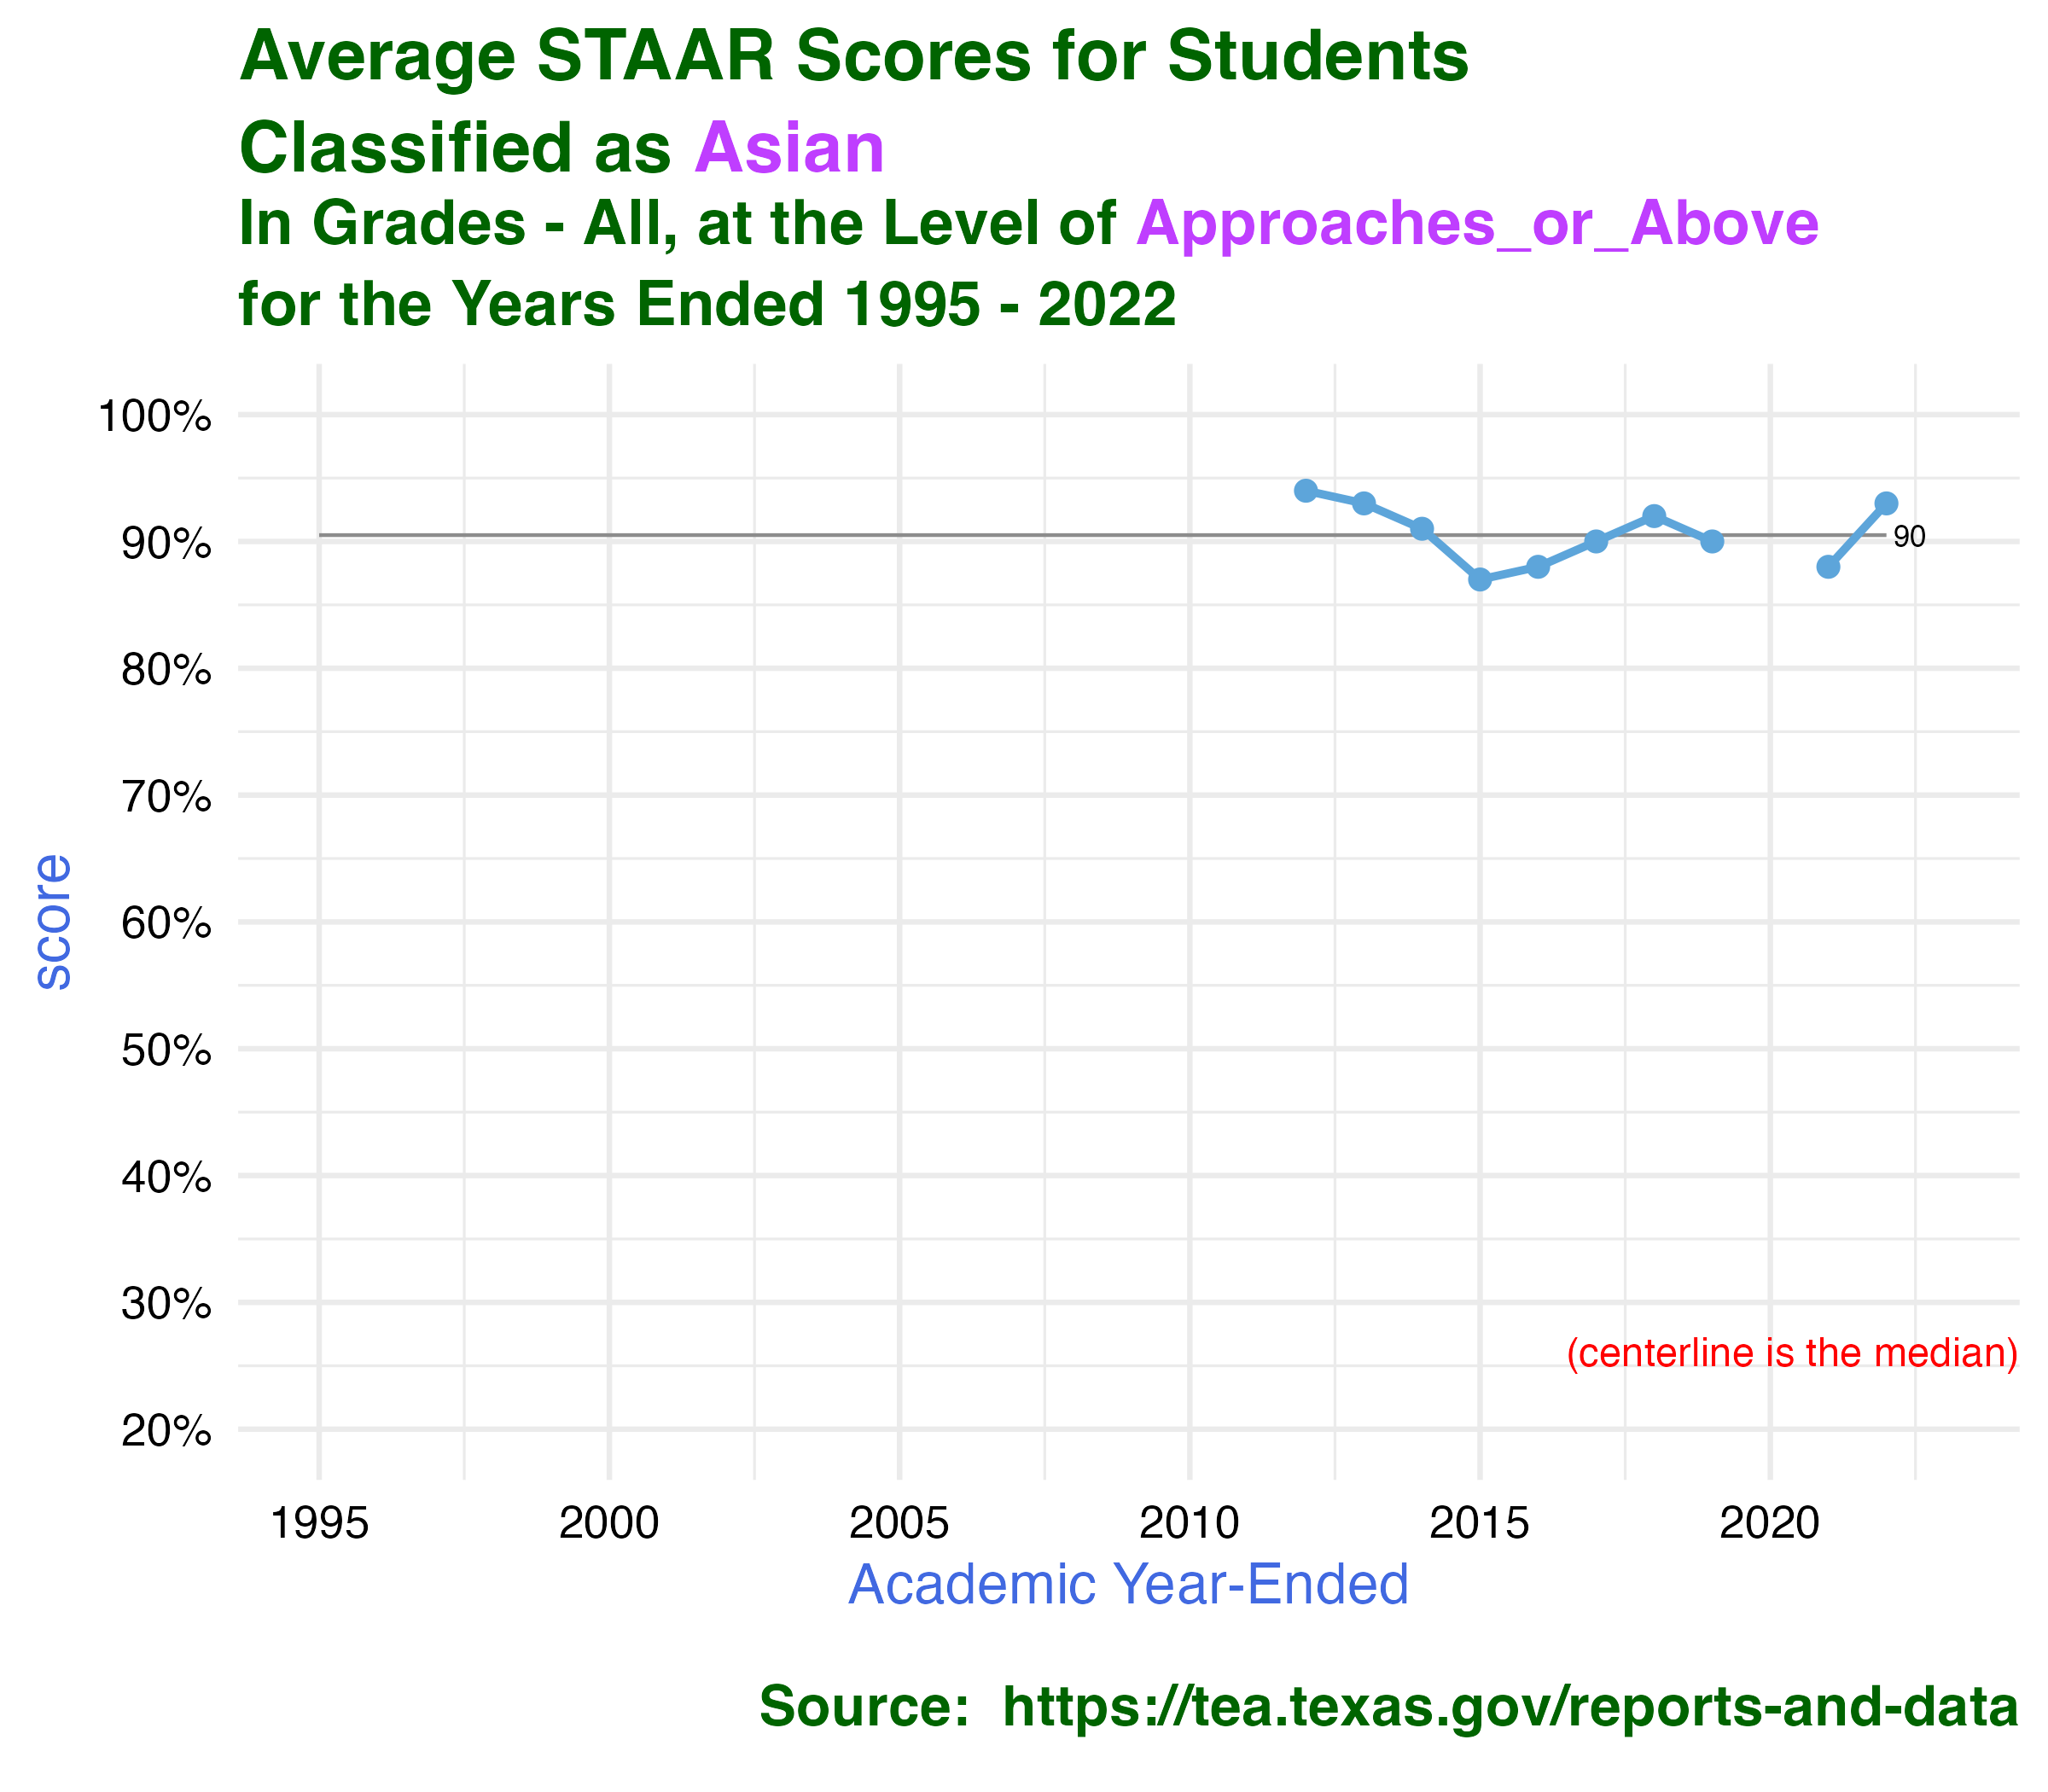 Average STAAR Scores for Students
Classified as Asian
In Grades - All, at the Level of Approaches_or_Above
for the Years Ended 1995 - 2022
100%
90%
80%
70%
60%
50%
40%
30%
20%
score
90
(centerline is the median)
1995 2000 2005 2010 2015 2020
Academic Year-Ended
Source:  https://tea.texas.gov/reports-and-data